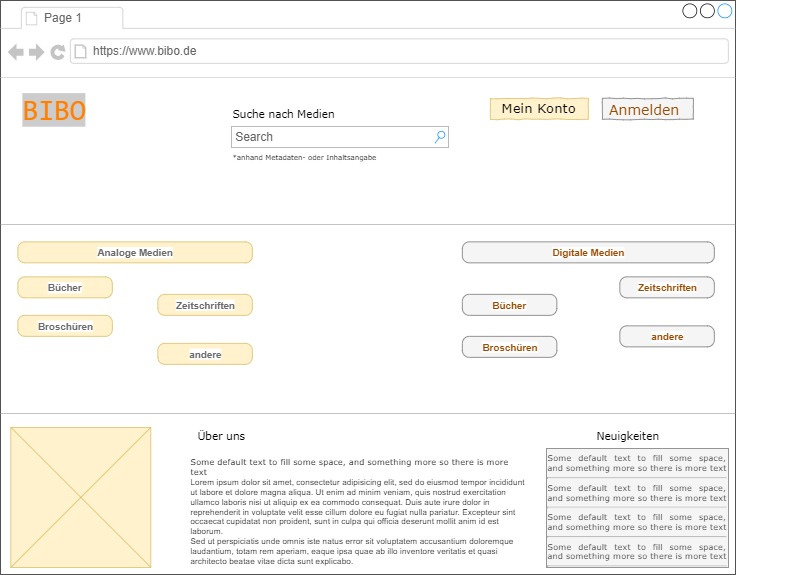 Page 1
https://www.bibo.de
BIBO
Suche nach Medien
Search
*anhand Metadaten- oder Inhaltsangabe
Mein Konto
Anmelden
Analoge Medien
Bücher
Zeitschriften
Broschüren
andere
Digitale Medien
Zeitschriften
Bücher
andere
Broschüren
Über uns
Some default text to fill some space, and something more so there is more
text
Lorem ipsum dolor sit amet, consectetur adipisicing elit, sed do eiusmod tempor incididunt
ut labore et dolore magna aliqua. Ut enim ad minim veniam, quis nostrud exercitation
ullamco laboris nisi ut aliquip ex ea commodo consequat. Duis aute irure dolor in
reprehenderit in voluptate velit esse cillum dolore eu fugiat nulla pariatur. Excepteur sint
occaecat cupidatat non proident, sunt in culpa qui officia deserunt mollit anim id est
laborum.
Sed ut perspiciatis unde omnis iste natus error sit voluptatem accusantium doloremque
laudantium, totam rem aperiam, eaque ipsa quae ab illo inventore veritatis et quasi
architecto beatae vitae dicta sunt explicabo.
Neuigkeiten
Some default text to fill some space,
and something more so there is more text
Some default text to fill some space,
and something more so there is more text
Some default text to fill some space,
and something more so there is more text
Some default text to fill some space,
and something more so there is more text